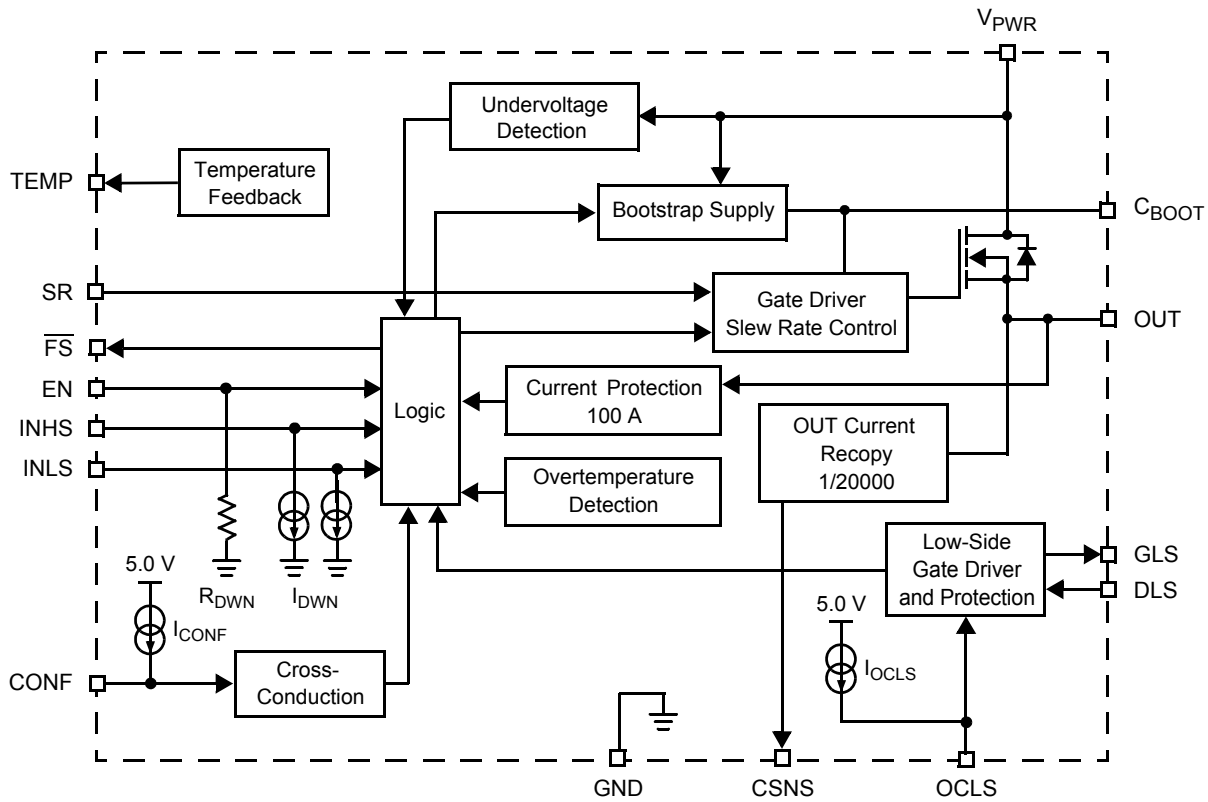 VPWR
Undervoltage
Detection
TEMP
Temperature
Feedback
Bootstrap Supply
CBOOT
SR
Gate Driver
Slew Rate Control
OUT
FS
EN
INHS
INLS
Logic
Current Protection
100 A
OUT Current
Recopy
1/20000
Overtemperature
Detection
Low-Side
Gate Driver
and Protection
GLS
DLS
5.0 V
RDWN
IDWN
ICONF
5.0 V
IOCLS
CONF
Cross-
Conduction
GND
CSNS
OCLS